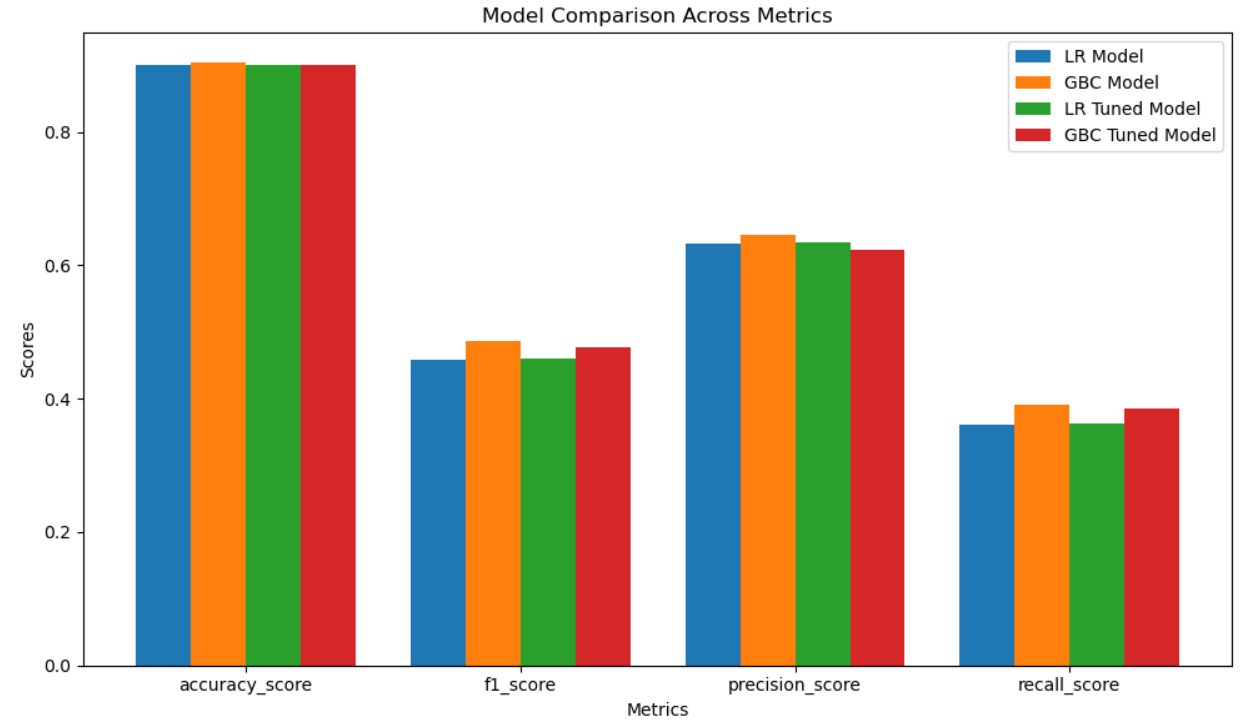 Model Comparison Across Metrics
LR Model
GBC Model
LR Tuned Model
GBC Tuned Model
Scores
0.8
0.6
0.4
0.2
0.0
accuracy_score
f1_score
precision_score
recall_score
Metrics